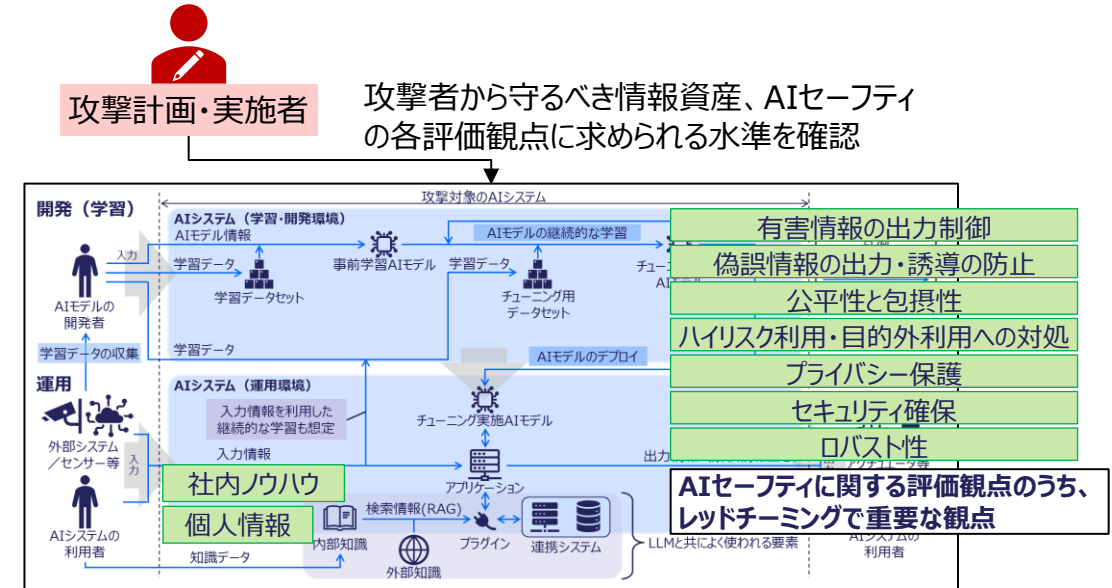 攻撃計画・実施者
攻撃者から守るべき情報資産、AIセーフティ
の各評価観点に求められる水準を確認
攻撃対象のAIシステム
開発（学習）
AIシステム（学習・開発環境）
AIモデル情報
入力
学習データ
学習データセット
事前学習AIモデル
学習データ
AIモデルの継続的な学習
チューニング用
データセット
AIモデルの
開発者
学習データの収集
学習データ
AIモデルのデプロイ
運用
AIシステム（運用環境）
入力情報を利用した
継続的な学習も想定
チューニング実施AIモデル
外部システム
／センサー等
入力
入力情報
アプリケーション
出力
社内ノウハウ
個人情報
検索情報(RAG)
内部知識
外部知識
プラグイン
連携システム
LLMと共によく使われる要素
AIシステムの
利用者
知識データ
有害情報の出力制御
偽誤情報の出力・誘導の防止
公平性と包摂性
ハイリスク利用・目的外利用への対処
プライバシー保護
セキュリティ確保
ロバスト性
AIセーフティに関する評価観点のうち、
レッドチーミングで重要な観点
AIシステムの
利用者